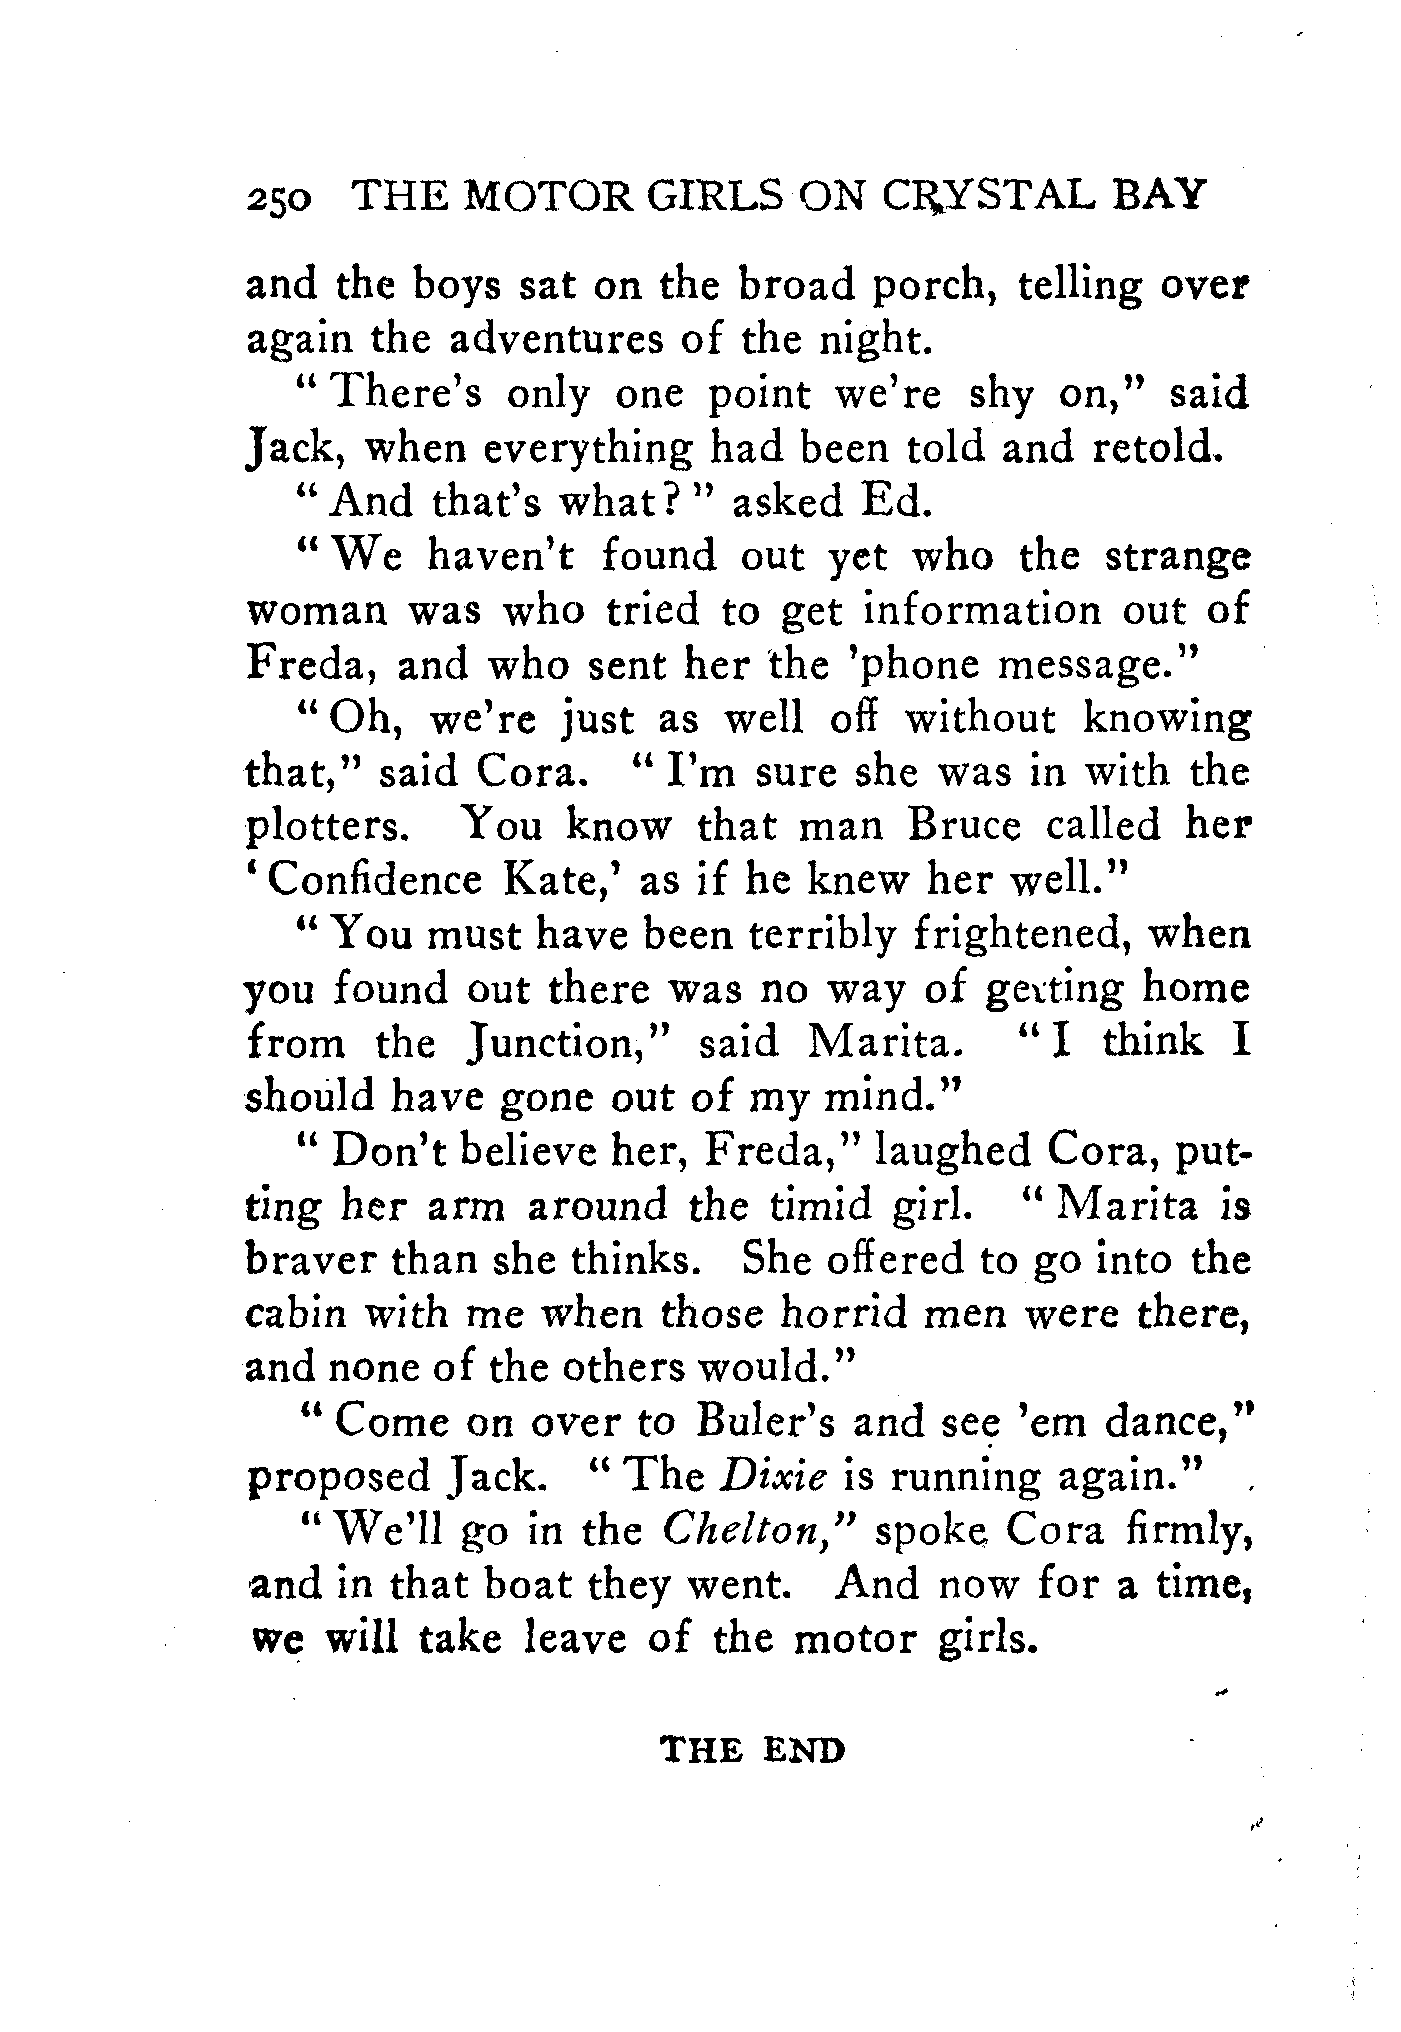 250 THE MOTOR GIRLS ON CRYSTAL BAY
and the boys sat on the broad porch, telling over
again the adventures of the night.
"There's only one point we're shy on," said
Jack, when everything had been told and retold.
"And that's what?" asked Ed.
"We haven't found out yet who the strange
woman was who tried to get information out of
Freda, and who sent her the 'phone message."
"Oh, we're just as well off without knowing
that," said Cora. "I'm sure she was in with the
plotters. You know that man Bruce called her
'Confidence Kate,' as if he knew her well."
"You must have been terribly frightened, when
you found out there was no way of getting home
from the Junction," said Marita. "I think I
should have gone out of my mind."
"Don't believe her, Freda," laughed Cora, put-
ting her arm around the timid girl. "Marita is
braver than she thinks. She offered to go into the
cabin with me when those horrid men were there,
and none of the others would."
"Come on over to Buler's and see 'em dance,"
proposed Jack. "The Dixie is running again."
"We'll go in the Chelton," spoke Cora firmly,
and in that boat they went. And now for a time,
we will take leave of the motor girls.
THE END